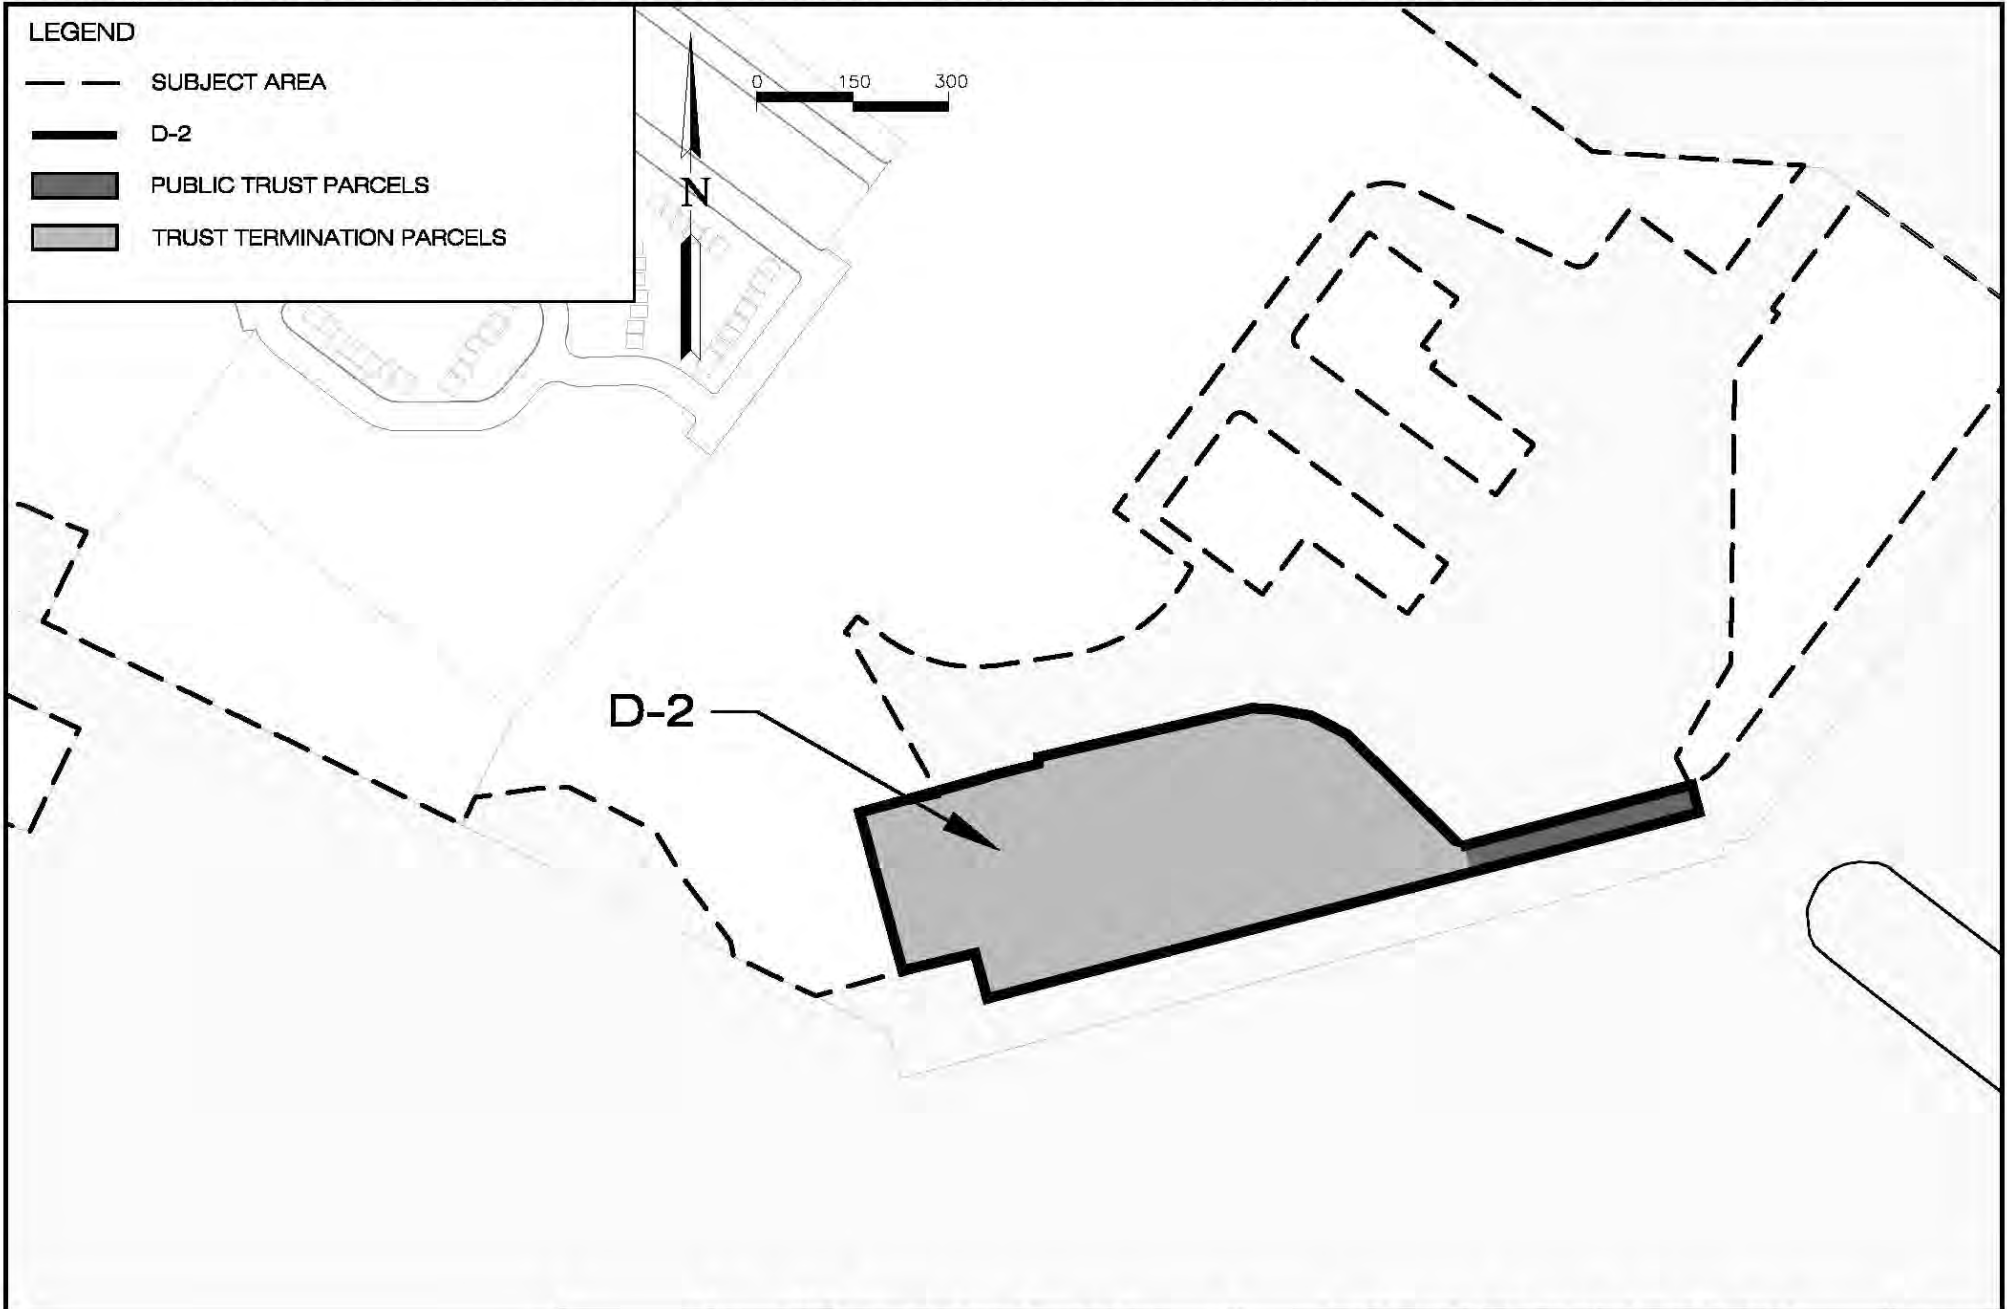 LEGEND
SUBJECT AREA
D-2
PUBLIC TRUST PARCELS
TRUST TERMINATION PARCELS
0 150 300
N
D-2